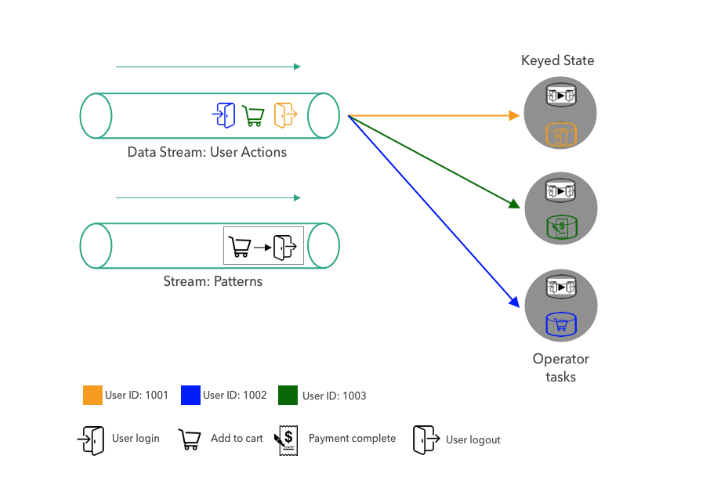 Keyed State
Data Stream: User Actions
Stream: Patterns
Operator
tasks
User ID: 1001
User ID: 1002
User ID: 1003
User login
Add to cart
$
Payment complete
User logout